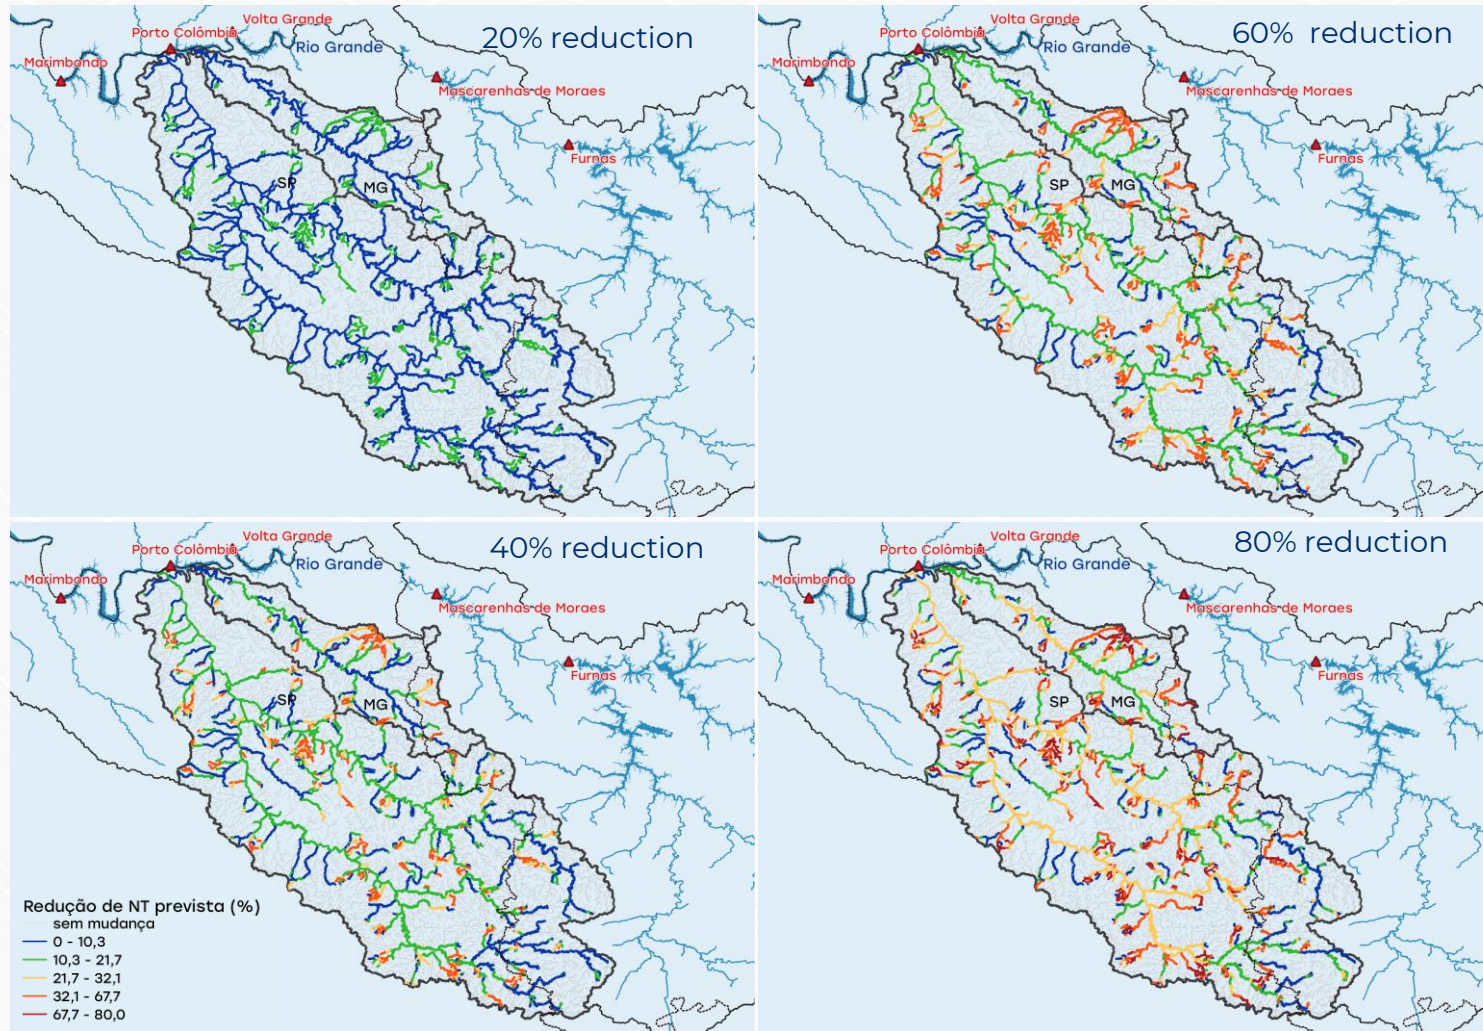 20% reduction
Volta Grande
Porto Colômbia
Rio Grande
Marimbondo
Mascarenhas de Moraes
Furnas
SP
MG
60% reduction
Volta Grande
Porto Colômbia
Rio Grande
Marimbondo
Mascarenhas de Moraes
Furnas
SP
MG
40% reduction
Volta Grande
Porto Colômbia
Rio Grande
Marimbondo
Mascarenhas de Moraes
Furnas
SP
MG
Redução de NT prevista (%)
sem mudança
0 - 10,3
10,3 - 21,7
21,7 - 32,1
32,1 - 67,7
67,7 - 80,0
80% reduction
Volta Grande
Porto Colômbia
Rio Grande
Marimbondo
Mascarenhas de Moraes
Furnas
SP
MG